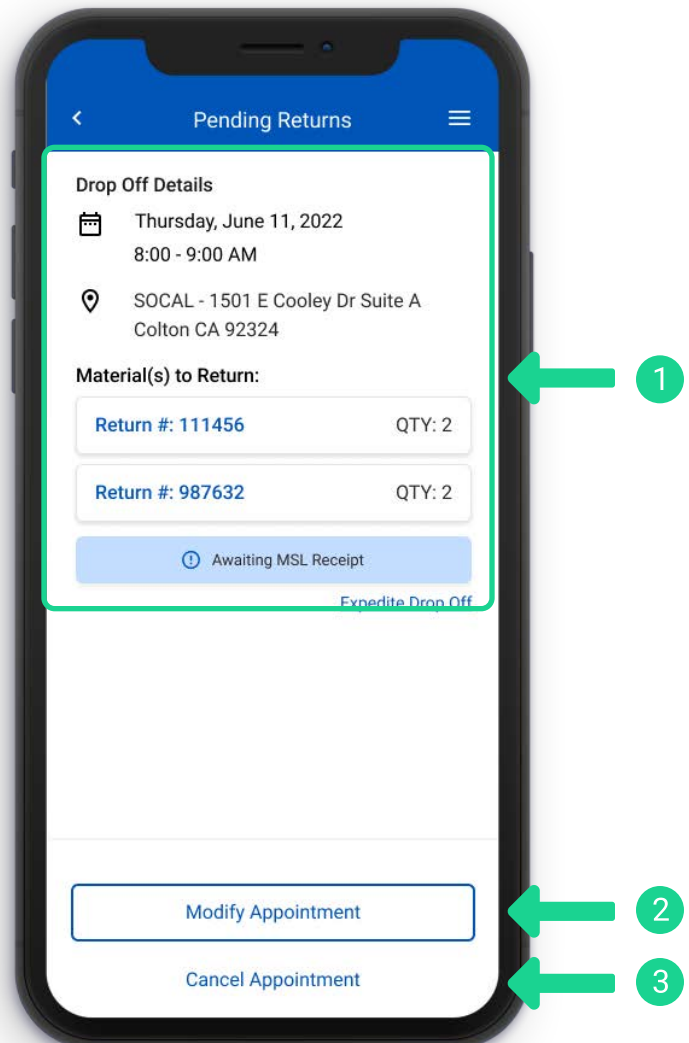 Pending Returns
Drop Off Details
Thursday, June 11, 2022
8:00 - 9:00 AM
SOCAL - 1501 E Cooley Dr Suite A
Colton CA 92324
Material(s) to Return:
Return #: 111456 QTY: 2
Return #: 987632 QTY: 2
Awaiting MSL Receipt
Expedite Drop Off
1
Modify Appointment
2
Cancel Appointment
3